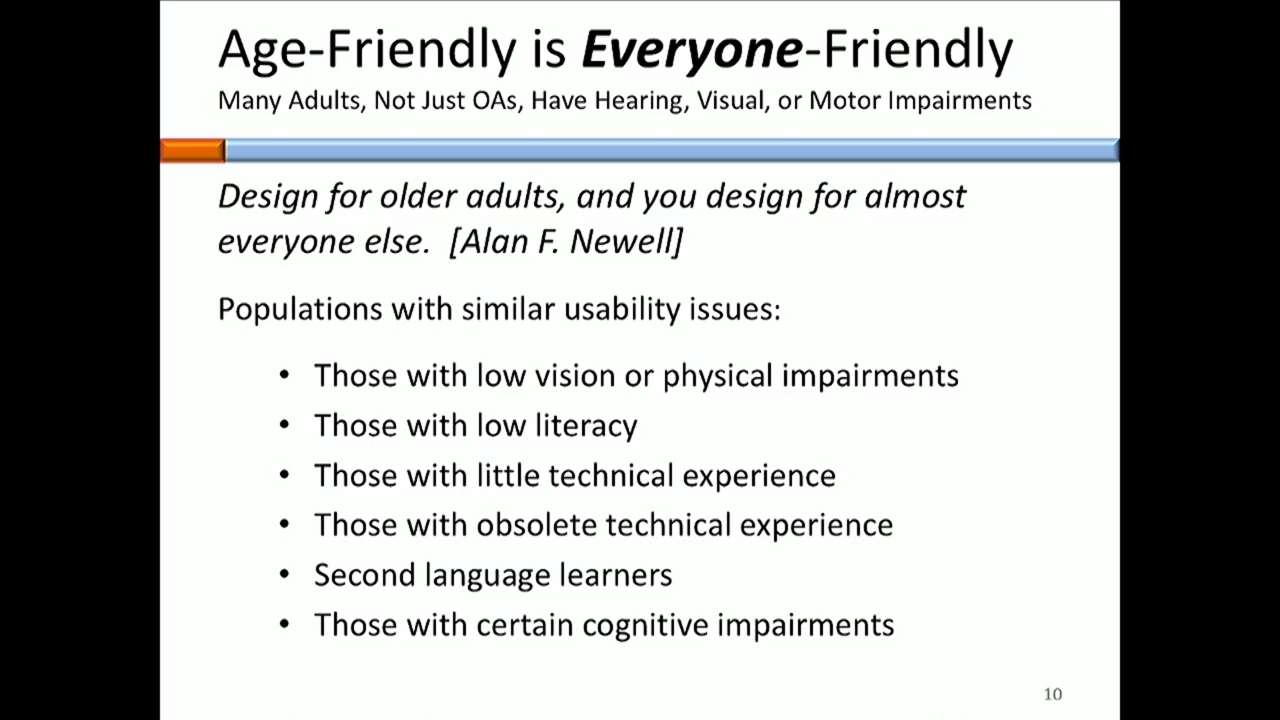 Age-Friendly is Everyone-Friendly
Many Adults, Not Just OAs, Have Hearing, Visual, or Motor Impairments
Design for older adults, and you design for almost
everyone else. [Alan F. Newell]
Populations with similar usability issues:
• Those with low vision or physical impairments
• Those with low literacy
• Those with little technical experience
• Those with obsolete technical experience
• Second language learners
• Those with certain cognitive impairments
10